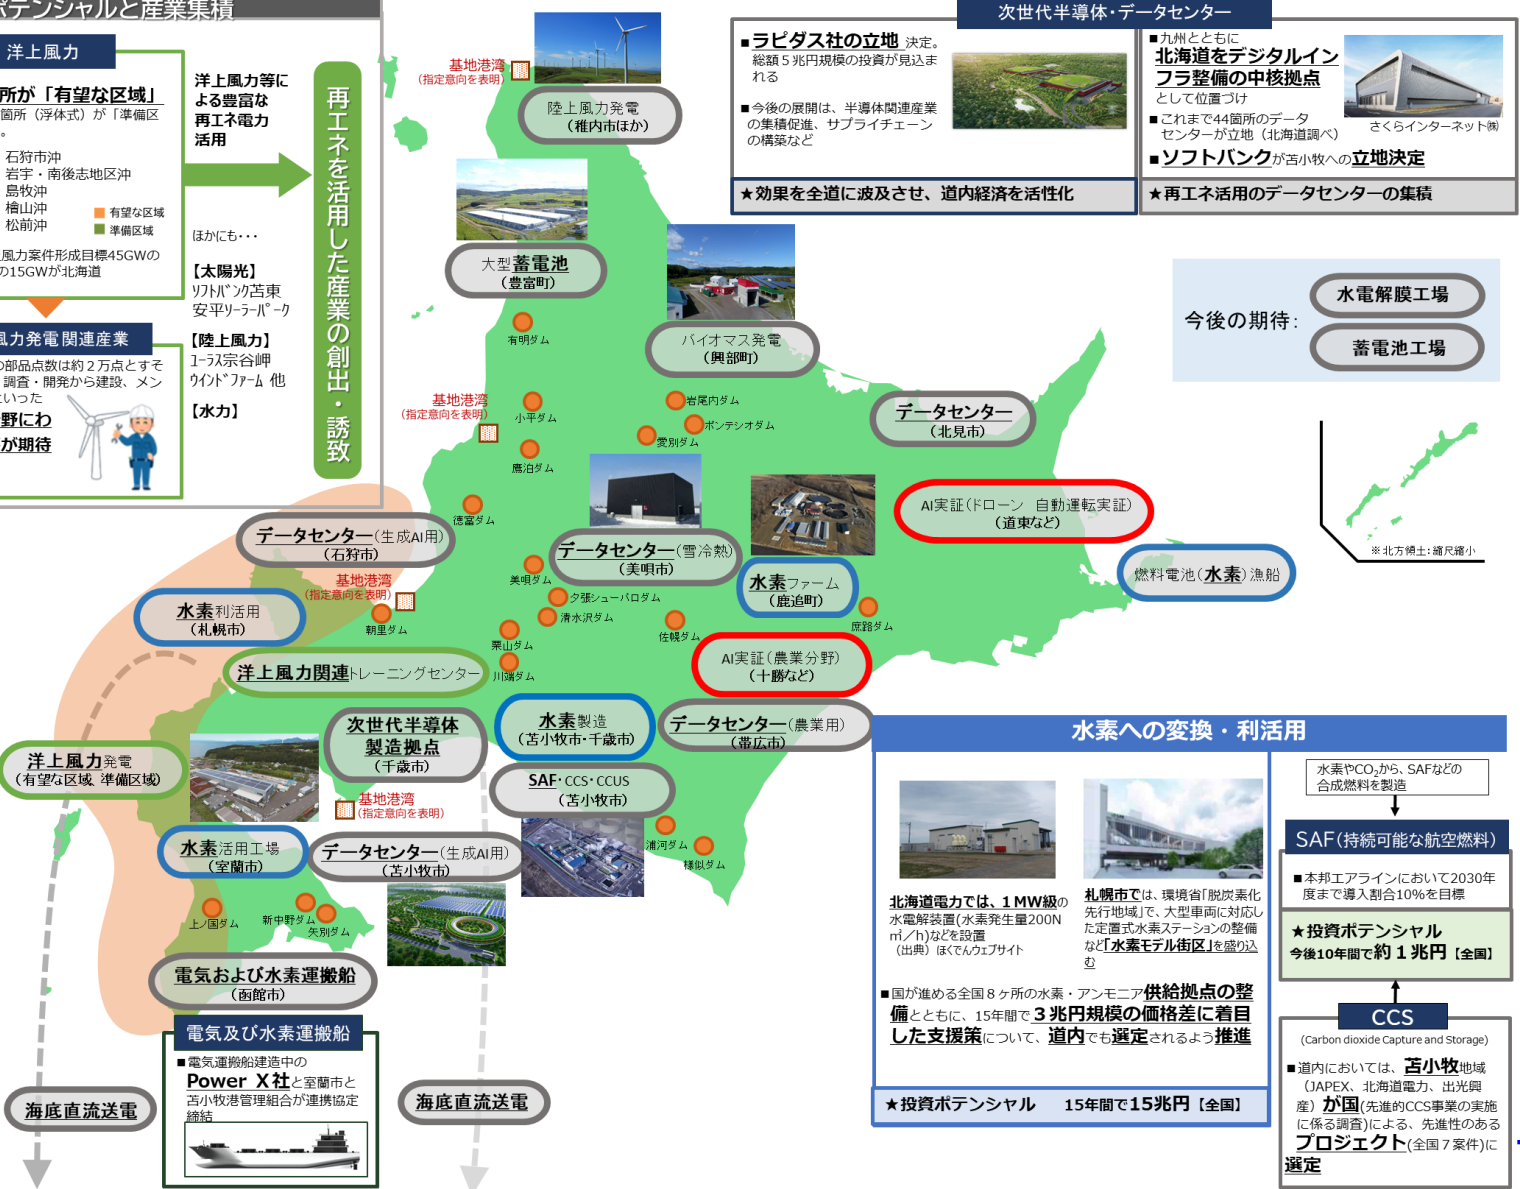 ポテンシャルと産業集積
洋上風力
所が「有望な区域」
箇所（浮体式）が「準備区
。
石狩市沖
岩宇・南後志地区沖
島牧沖
檜山沖
松前沖
有望な区域
準備区域
風力案件形成目標45GWの
の15GWが北海道
風力発電関連産業
の部品点数は約２万点とすそ
調査・開発から建設、メン
といった
野にわ
が期待
洋上風力等に
よる豊富な
再エネ電力
活用
ほかにも･･･
【太陽光】
ｿﾌﾄﾊﾞﾝｸ苫東
安平ｿｰﾗｰﾊﾟｰｸ
【陸上風力】
ﾕｰﾗｽ宗谷岬
ｳｲﾝﾄﾞﾌｧｰﾑ 他
【水力】
再エネを活用した産業の創出・誘致
次世代半導体・データセンター
■ラピダス社の立地 決定。
総額５兆円規模の投資が見込ま
れる
■今後の展開は、半導体関連産業
の集積促進、サプライチェーン
の構築など
★効果を全道に波及させ、道内経済を活性化
■九州とともに
北海道をデジタルイン
フラ整備の中核拠点
として位置づけ
■これまで44箇所のデータ
センターが立地（北海道調べ）
■ソフトバンクが苫小牧への立地決定
さくらインターネット㈱
★再エネ活用のデータセンターの集積
今後の期待：
水電解膜工場
蓄電池工場
※北方領土：縮尺縮小
基地港湾
（指定意向を表明）
陸上風力発電
（稚内市ほか）
大型蓄電池
（豊富町）
バイオマス発電
（興部町）
有明ダム
基地港湾
（指定意向を表明）
小平ダム
岩尾内ダム
ポンテシオダム
愛別ダム
鷹泊ダム
データセンター
（北見市）
徳富ダム
AI実証（ドローン　自動運転実証）
（道東など）
データセンター（生成AI用）
（石狩市）
データセンター（雪冷熱）
（美唄市）
美唄ダム
水素ファーム
（鹿追町）
燃料電池（水素）漁船
基地港湾
（指定意向を表明）
夕張シューパロダム
清水沢ダム
水素利活用
（札幌市）
朝里ダム
栗山ダム
佐幌ダム
庶路ダム
洋上風力関連トレーニングセンター
川端ダム
AI実証（農業分野）
（十勝など）
次世代半導体
製造拠点
（千歳市）
水素製造
（苫小牧市・千歳市）
データセンター（農業用）
（帯広市）
洋上風力発電
（有望な区域、準備区域）
SAF・CCS・CCUS
（苫小牧市）
基地港湾
（指定意向を表明）
水素活用工場
（室蘭市）
データセンター（生成AI用）
（苫小牧市）
浦河ダム
様似ダム
上ノ国ダム
新中野ダム
矢別ダム
電気および水素運搬船
（函館市）
電気及び水素運搬船
■電気運搬船建造中の
Power X社と室蘭市と
苫小牧港管理組合が連携協定
締結
海底直流送電
海底直流送電
水素への変換・利活用
北海道電力では、１MW級の
水電解装置(水素発生量200N
㎥／h)などを設置
（出典）ほくでんウェブサイト
札幌市では、環境省「脱炭素化
先行地域」で、大型車両に対応し
た定置式水素ステーションの整備
など「水素モデル街区」を盛り込
む
■国が進める全国８ヶ所の水素・アンモニア供給拠点の整
備とともに、15年間で３兆円規模の価格差に着目
した支援策について、道内でも選定されるよう推進
★投資ポテンシャル　15年間で15兆円【全国】
水素やCO₂から、SAFなどの
合成燃料を製造
SAF（持続可能な航空燃料）
■本邦エアラインにおいて2030年
度まで導入割合10%を目標
★投資ポテンシャル
今後10年間で約１兆円【全国】
CCS
(Carbon dioxide Capture and Storage)
■道内においては、苫小牧地域
（JAPEX、北海道電力、出光興
産）が国(先進的CCS事業の実施
に係る調査)による、先進性のある
プロジェクト(全国７案件)に
選定